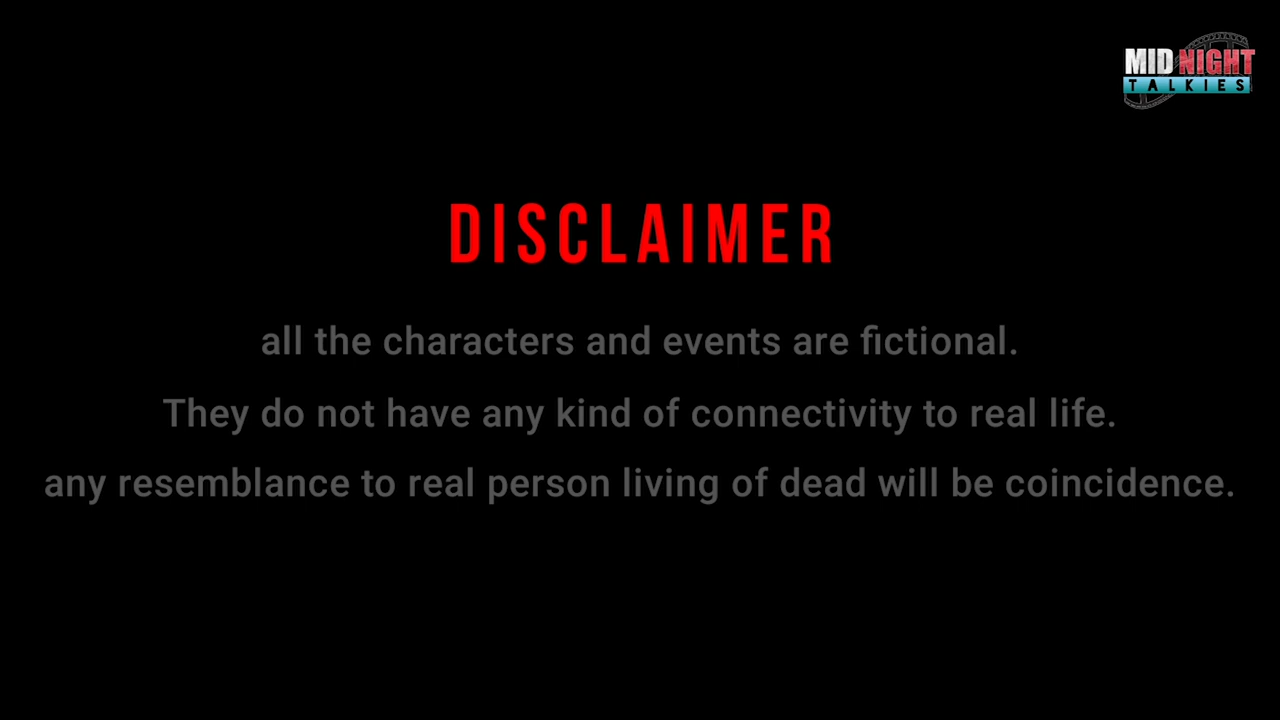 MID NIGHT
TALKIES
DISCLAIMER
all the characters and events are fictional.
They do not have any kind of connectivity to real life.
any resemblance to real person living of dead will be coincidence.